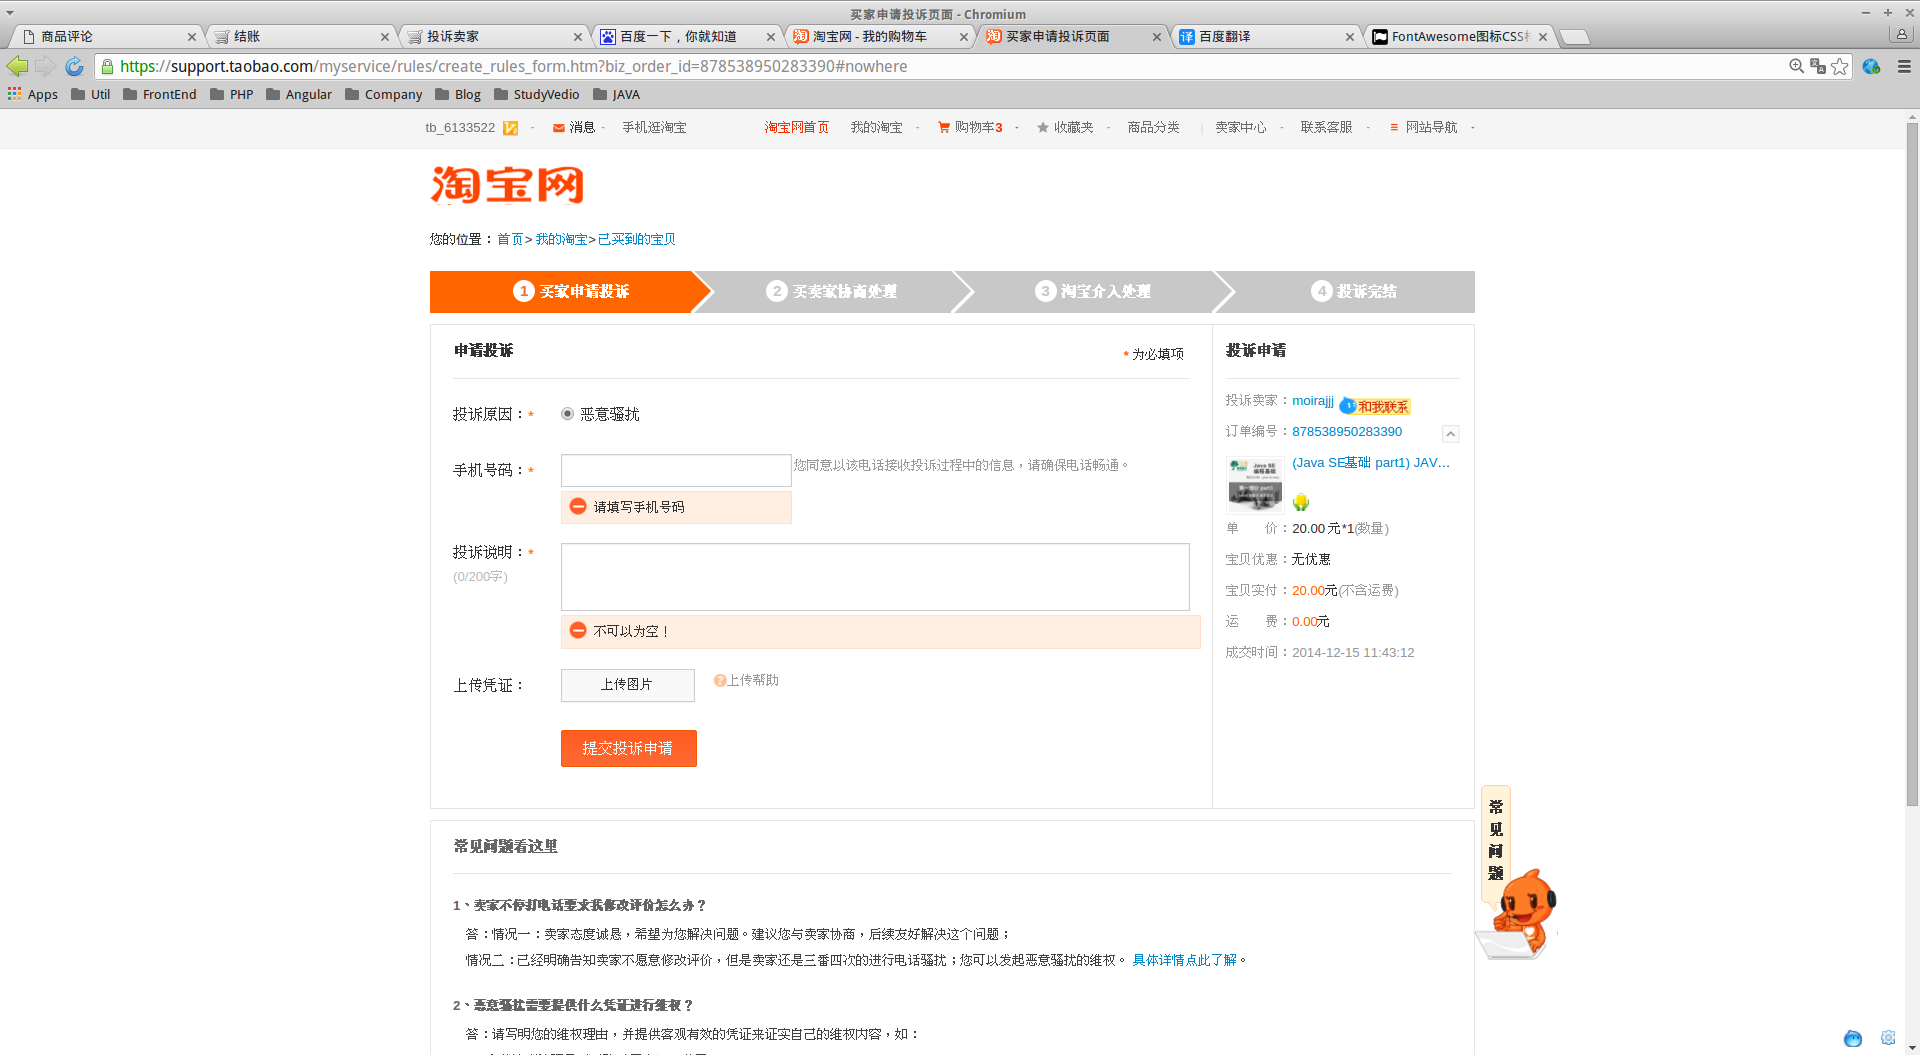 买家申请投诉页面 - Chromium
商品评论
结账
投诉卖家
百度一下，你就知道
淘宝网 - 我的购物车
买家申请投诉页面
百度翻译
FontAwesome图标CSS
https://support.taobao.com/myservice/rules/create_rules_form.htm?biz_order_id=878538950283390#nowhere
Apps Util FrontEnd PHP Angular Company Blog StudyVedio JAVA
tb_6133522 消息 手机逛淘宝 淘宝网首页 我的淘宝 购物车3 收藏夹 商品分类 卖家中心 联系客服 网站导航
淘宝网
您的位置：首页>我的淘宝>已买到的宝贝
1 买家申请投诉 2 买卖家协商处理 3 淘宝介入处理 4 投诉完结
申请投诉
* 为必填项
投诉原因：* 恶意骚扰
手机号码：* 您同意以该电话接收投诉过程中的信息，请确保电话畅通。
请填写手机号码
投诉说明：*
(0/200字)
不可以为空！
上传凭证： 上传图片 上传帮助
提交投诉申请
投诉申请
投诉卖家：moirajjj 和我联系
订单编号：878538950283390
Java SE
编程基础
第一部分 part1
(Java SE基础 part1) JAV...
单 价：20.00 元*1(数量)
宝贝优惠：无优惠
宝贝实付：20.00元(不含运费)
运 费：0.00元
成交时间：2014-12-15 11:43:12
常见问题看这里
1、卖家不停打电话要求我修改评价怎么办？
答：情况一：卖家态度诚恳，希望为您解决问题。建议您与卖家协商，后续友好解决这个问题；
情况二：已经明确告知卖家不愿意修改评价，但是卖家还是三番四次的进行电话骚扰；您可以发起恶意骚扰的维权。 具体详情点此了解。
2、恶意骚扰需要提供什么凭证进行维权？
答：请写明您的维权理由，并提供客观有效的凭证来证实自己的维权内容，如：
常见问题